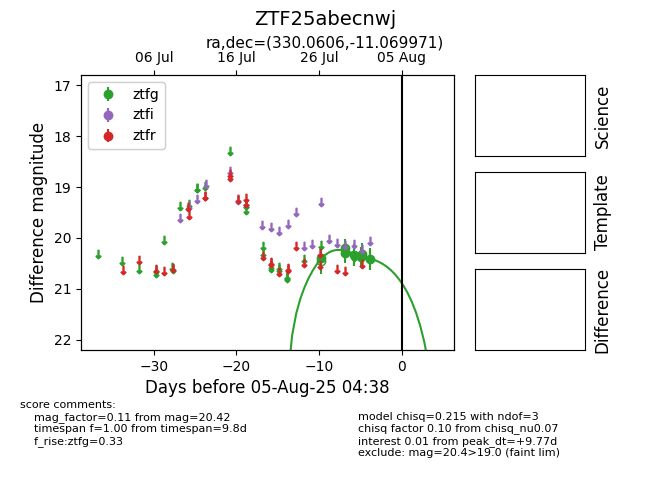 ZTF25abecnwj
ra,dec=(330.0606,-11.069971)
06 Jul 16 Jul 26 Jul 05 Aug
17
18
19
20
21
22
Difference magnitude
ztfg
ztfi
ztfr
−30 −20 −10 0
Days before 05-Aug-25 04:38
Science
Template
Difference
score comments:
mag_factor=0.11 from mag=20.42
timespan f=1.00 from timespan=9.8d
f_rise:ztfg=0.33
model chisq=0.215 with ndof=3
chisq factor 0.10 from chisq_nu0.07
interest 0.01 from peak_dt=+9.77d
exclude: mag=20.4>19.0 (faint lim)